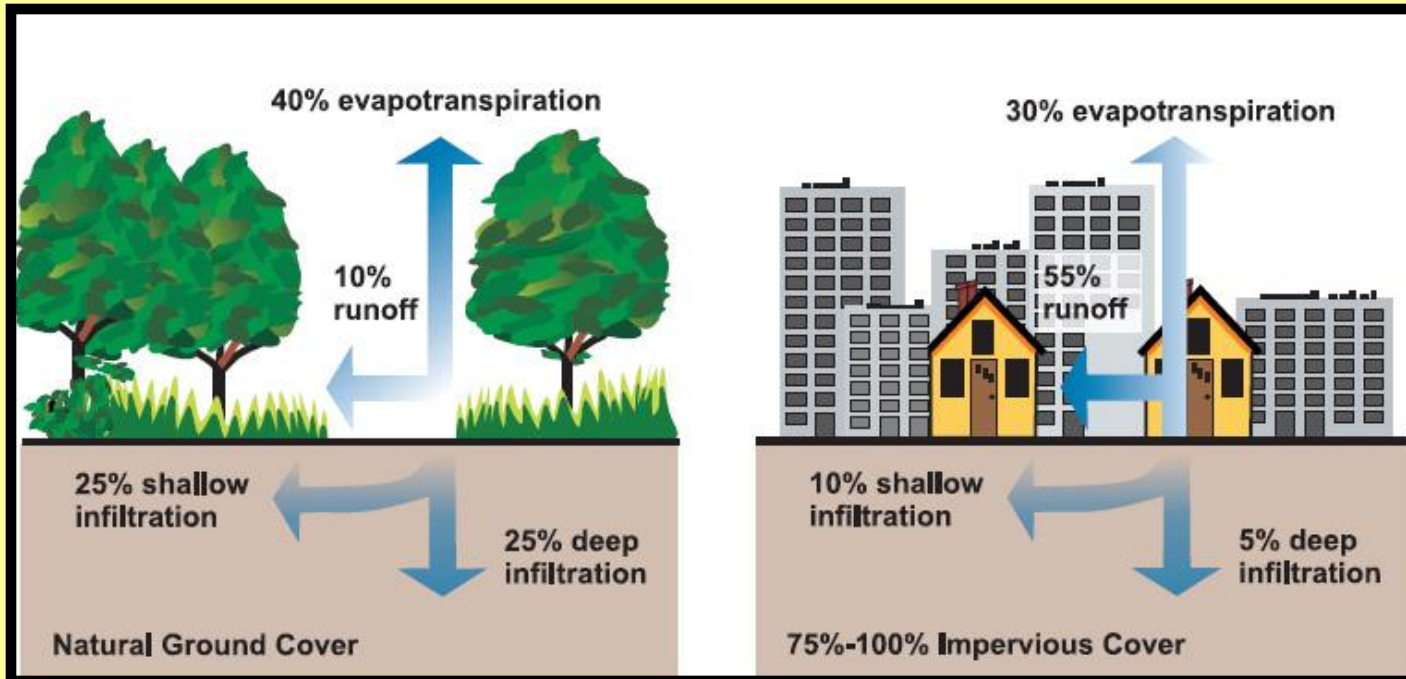 40% evapotranspiration
10%
runoff
25% shallow
infiltration
25% deep
infiltration
Natural Ground Cover
30% evapotranspiration
55%
runoff
10% shallow
infiltration
5% deep
infiltration
75%-100% Impervious Cover